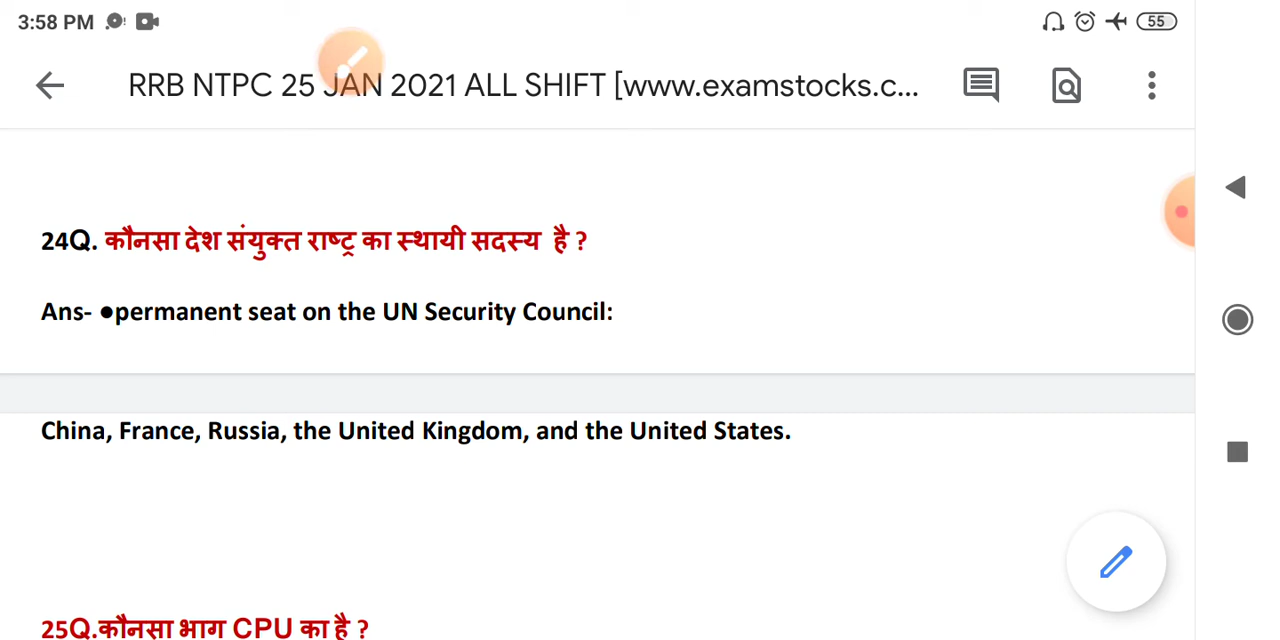 3:58 PM
55
RRB NTPC 25 JAN 2021 ALL SHIFT [www.examstocks.c...
24Q. कौनसा देश संयुक्त राष्ट्र का स्थायी सदस्य है ?
Ans- ●permanent seat on the UN Security Council:
China, France, Russia, the United Kingdom, and the United States.
25Q.कौनसा भाग CPU का है ?